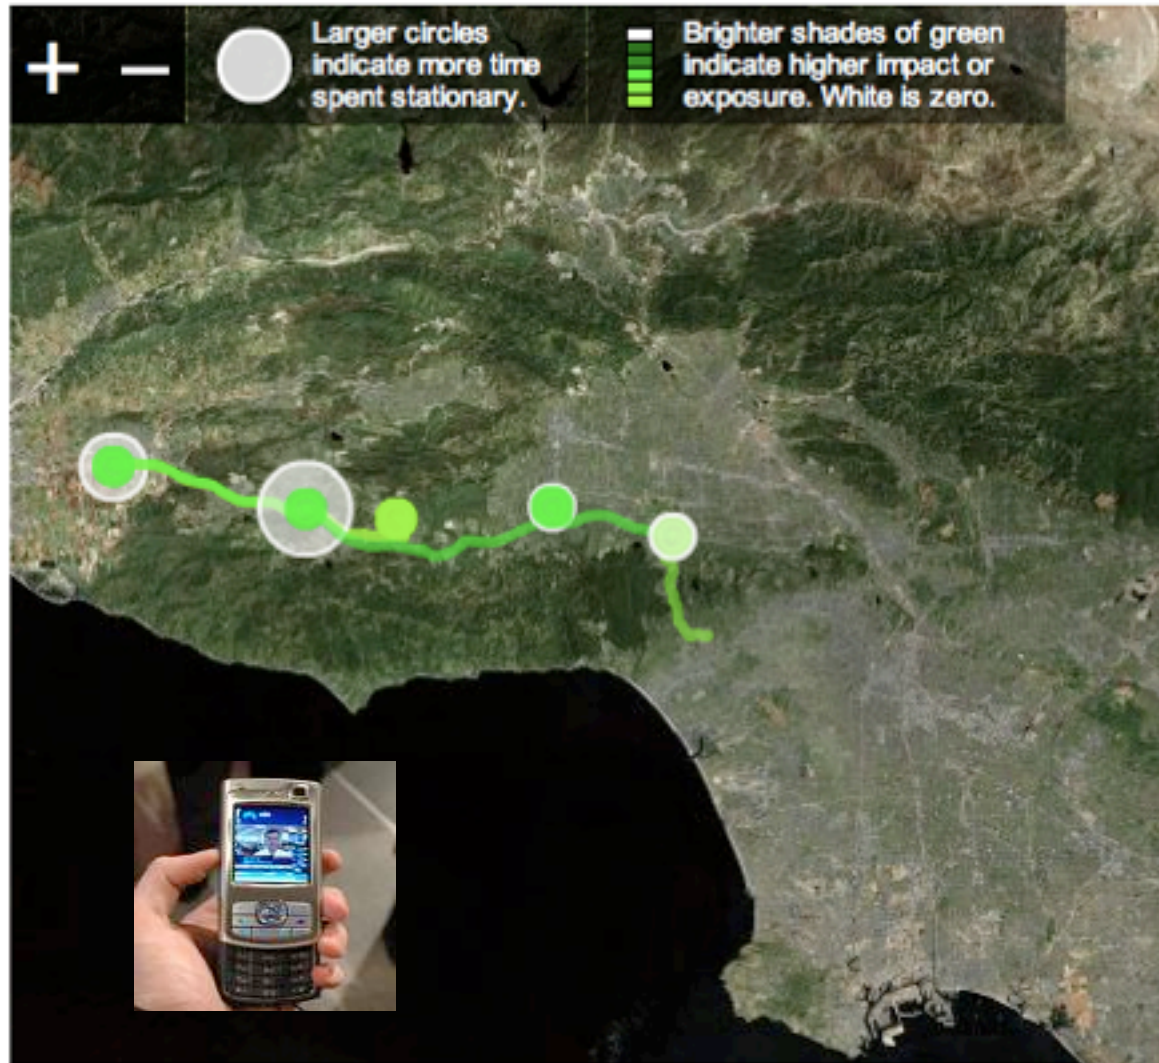 + −
Larger circles
indicate more time
spent stationary.
Brighter shades of green
indicate higher impact or
exposure. White is zero.